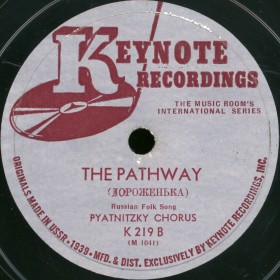 KEYNOTE
RECORDINGS
THE MUSIC ROOM'S
INTERNATIONAL SERIES
THE PATHWAY
(ДОРОЖЕНЬКА)
Russian Folk Song
PYATNITZKY CHORUS
K 219 B
(M 1041)
ORIGINALS MADE IN USSR - 1939 - MFD. & DIST. EXCLUSIVELY BY KEYNOTE RECORDINGS, INC.